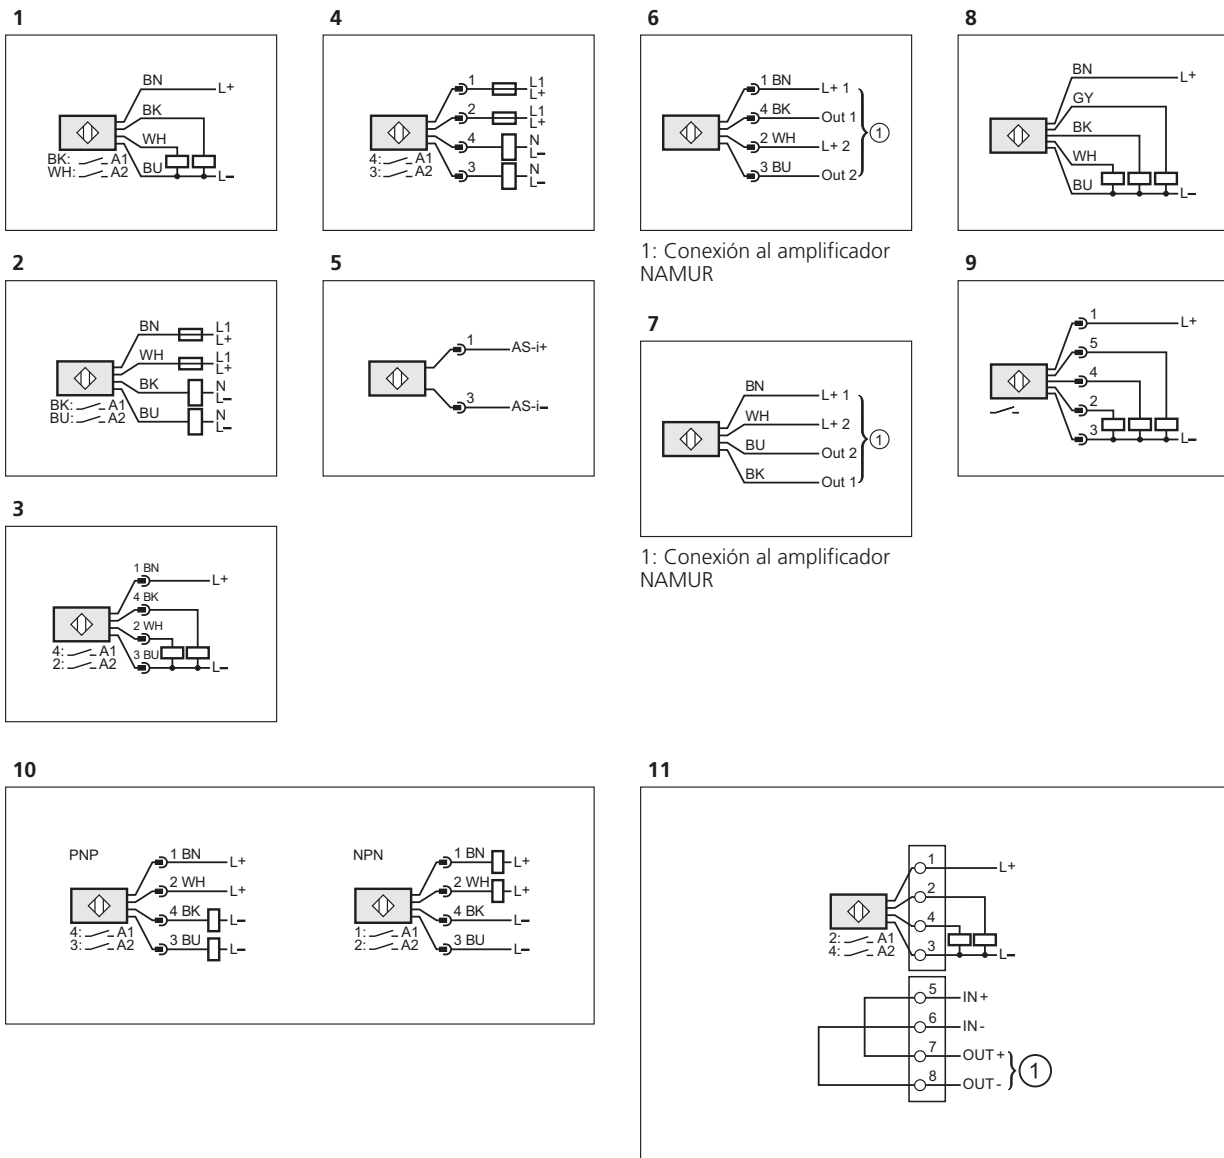 1
BN
L+
BK
WH
BK: A1
WH: A2
BU
L–
2
BN
L1
L+
WH
L1
L+
BK
N
L–
BK: A1
BU: A2
BU
N
L–
3
1 BN
L+
4 BK
2 WH
4: A1
2: A2
3 BU
L–
4
1
L1
L+
2
L1
L+
4
N
L–
4: A1
3: A2
3
N
L–
5
1
AS-i+
3
AS-i–
6
1 BN
L+ 1
4 BK
Out 1
1
2 WH
L+ 2
3 BU
Out 2
1: Conexión al amplificador
NAMUR
7
BN
L+ 1
WH
L+ 2
1
BU
Out 2
BK
Out 1
1: Conexión al amplificador
NAMUR
8
BN
L+
GY
BK
WH
BU
L–
9
1
L+
5
4
2
3
L–
10
PNP
1 BN
L+
2 WH
L+
4 BK
L–
4: A1
3: A2
3 BU
L–
NPN
1 BN
L+
2 WH
L+
4 BK
L–
1: A1
2: A2
3 BU
L–
11
1
L+
2
4
2: A1
4: A2
3
L–
5
IN+
6
IN-
7
OUT+
1
8
OUT-